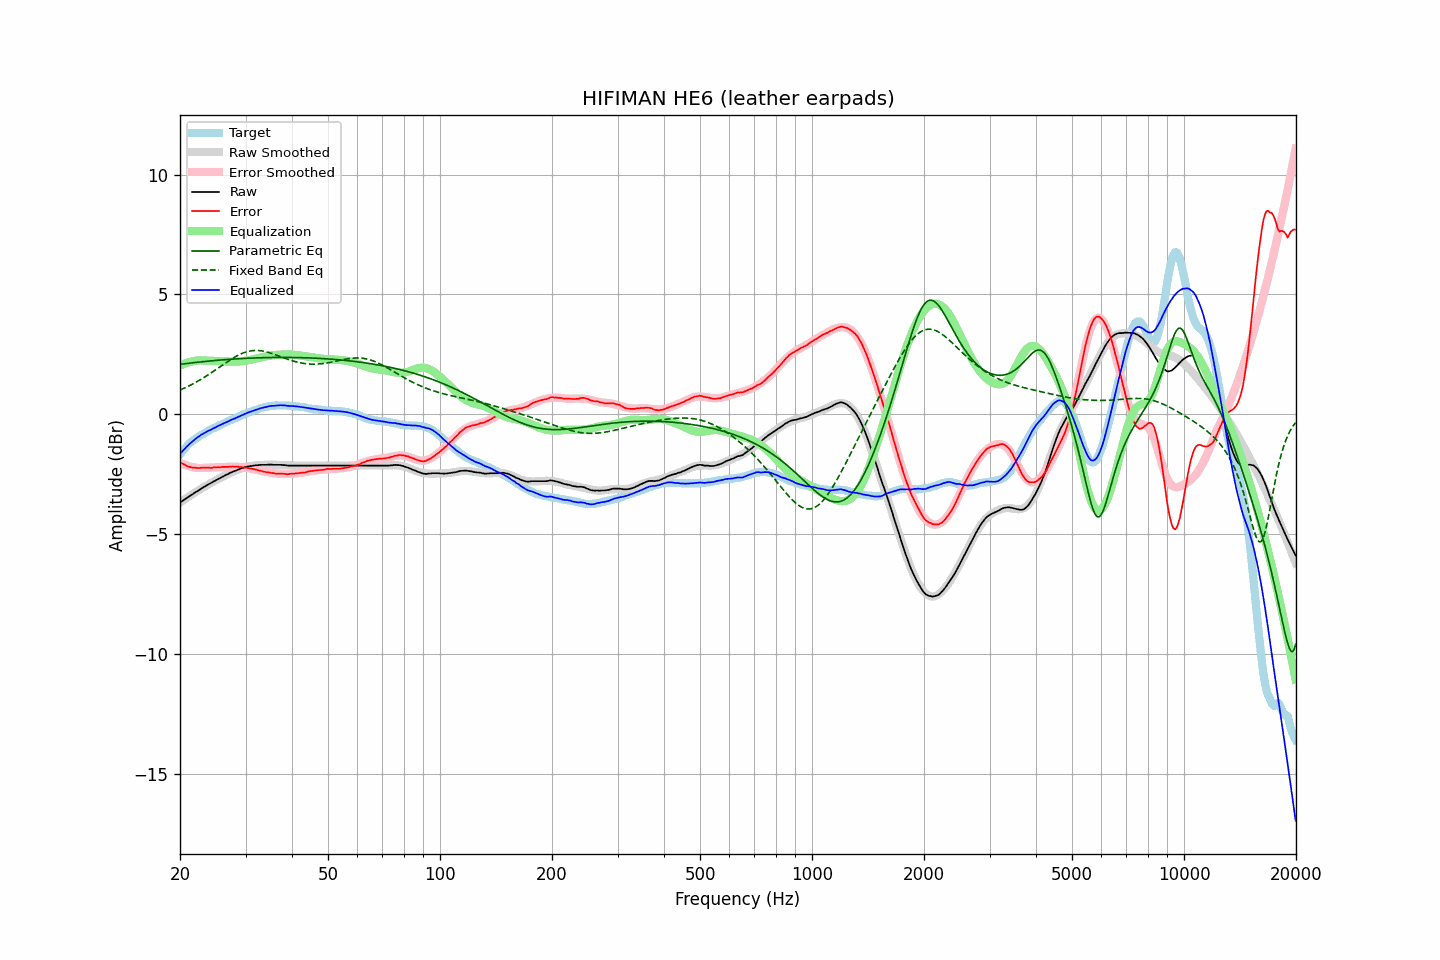 HIFIMAN HE6 (leather earpads)
Target
Raw Smoothed
Error Smoothed
Raw
Error
Equalization
Parametric Eq
Fixed Band Eq
Equalized
10
5
0
−5
−10
−15
Amplitude (dBr)
20 50 100 200 500 1000 2000 5000 10000 20000
Frequency (Hz)